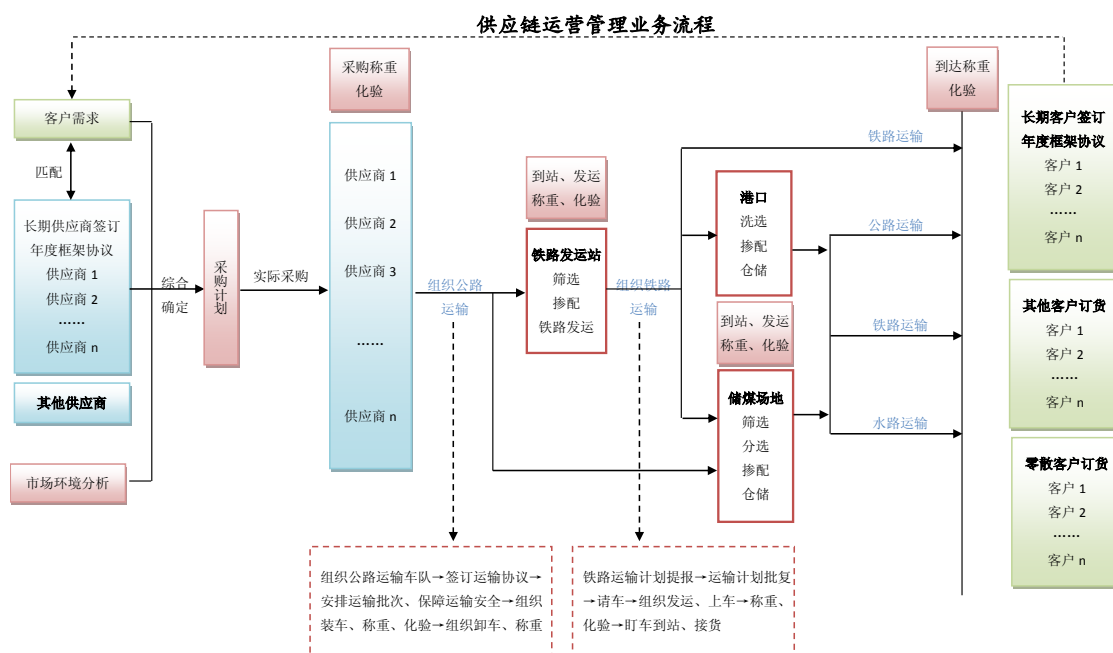 供应链运营管理业务流程
采购称重
化验
到达称重
化验
客户需求
匹配
长期供应商签订
年度框架协议
供应商 1
供应商 2
……
供应商 n
其他供应商
市场环境分析
综合
确定
采购计划
实际采购
供应商 1
供应商 2
供应商 3
……
供应商 n
组织公路
运输
到站、发运
称重、化验
铁路发运站
筛选
掺配
铁路发运
组织铁路
运输
港口
洗选
掺配
仓储
到站、发运
称重、化验
储煤场地
筛选
分选
掺配
仓储
铁路运输
公路运输
铁路运输
水路运输
长期客户签订
年度框架协议
客户 1
客户 2
……
客户 n
其他客户订货
客户 1
客户 2
……
客户 n
零散客户订货
客户 1
客户 2
……
客户 n
组织公路运输车队→签订运输协议→
安排运输批次、保障运输安全→组织
装车、称重、化验→组织卸车、称重
铁路运输计划提报→运输计划批复
→请车→组织发运、上车→称重、
化验→盯车到站、接货